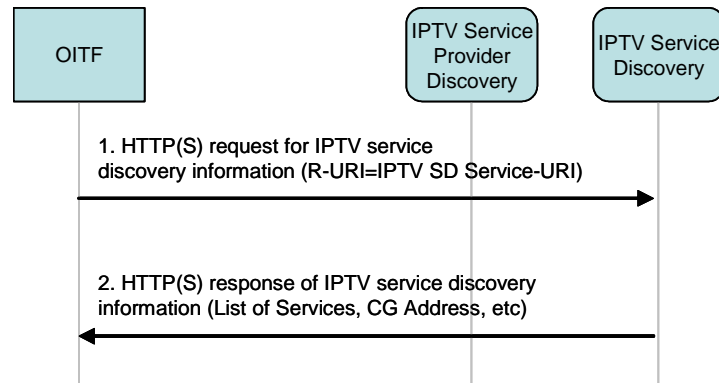 OITF
IPTV Service
Provider
Discovery
IPTV Service
Discovery
1. HTTP(S) request for IPTV service
discovery information (R-URI=IPTV SD Service-URI)
2. HTTP(S) response of IPTV service discovery
information (List of Services, CG Address, etc)